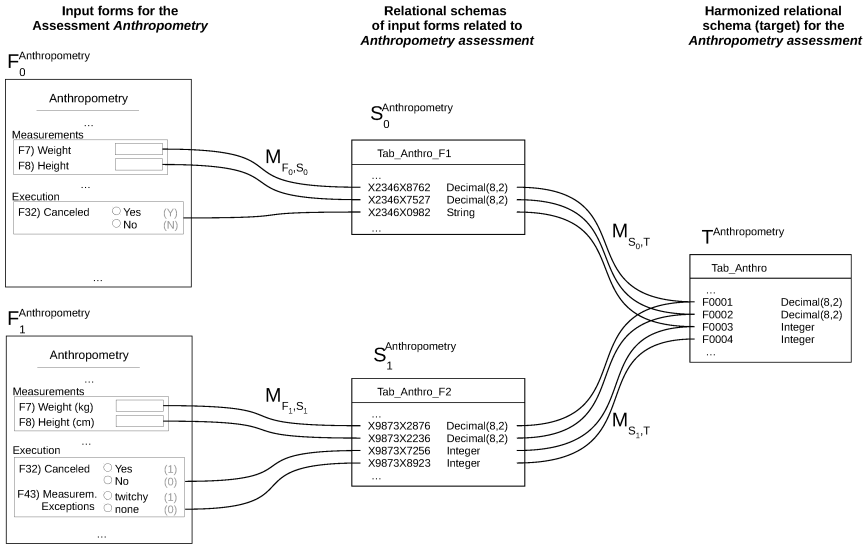 Input forms for the
Assessment Anthropometry
Relational schemas
of input forms related to
Anthropometry assessment
Harmonized relational
schema (target) for the
Anthropometry assessment
F0 Anthropometry
Anthropometry
...
Measurements
F7) Weight
F8) Height
...
Execution
F32) Canceled Yes (Y)
No (N)
...
M F0,S0
S0 Anthropometry
Tab_Anthro_F1
...
X2346X8762 Decimal(8,2)
X2346X7527 Decimal(8,2)
X2346X0982 String
...
M S0,T
T Anthropometry
Tab_Anthro
...
F0001 Decimal(8,2)
F0002 Decimal(8,2)
F0003 Integer
F0004 Integer
...
F1 Anthropometry
Anthropometry
...
Measurements
F7) Weight (kg)
F8) Height (cm)
...
Execution
F32) Canceled Yes (1)
No (0)
F43) Measurem. twitchy (1)
Exceptions none (0)
...
M F1,S1
S1 Anthropometry
Tab_Anthro_F2
...
X9873X2876 Decimal(8,2)
X9873X2236 Decimal(8,2)
X9873X7256 Integer
X9873X8923 Integer
...
M S1,T